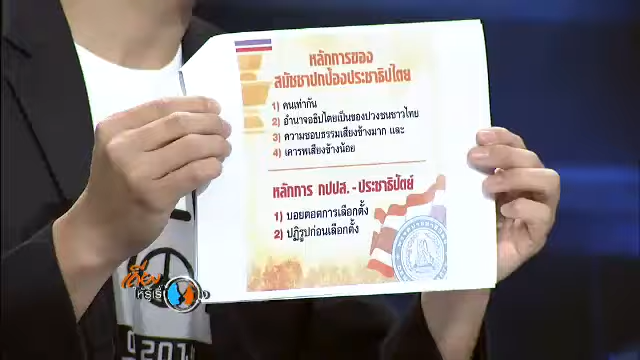 หลักการของ
สมัชชาปกป้องประชาธิปไตย
1) คนเท่ากัน
2) อำนาจอธิปไตยเป็นของปวงชนชาวไทย
3) ความชอบธรรมเสียงข้างมาก และ
4) เคารพเสียงข้างน้อย
หลักการ กปปส. -ประชาธิปัตย์
1) บอยคอตการเลือกตั้ง
2) ปฏิรูปก่อนเลือกตั้ง